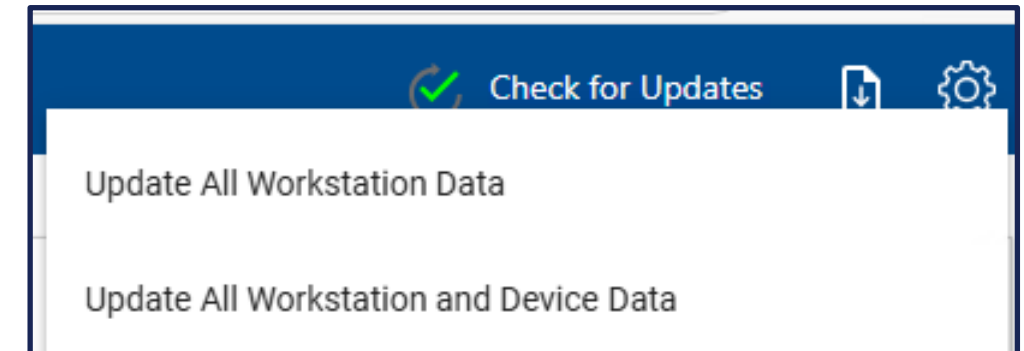 Check for Updates
Update All Workstation Data
Update All Workstation and Device Data